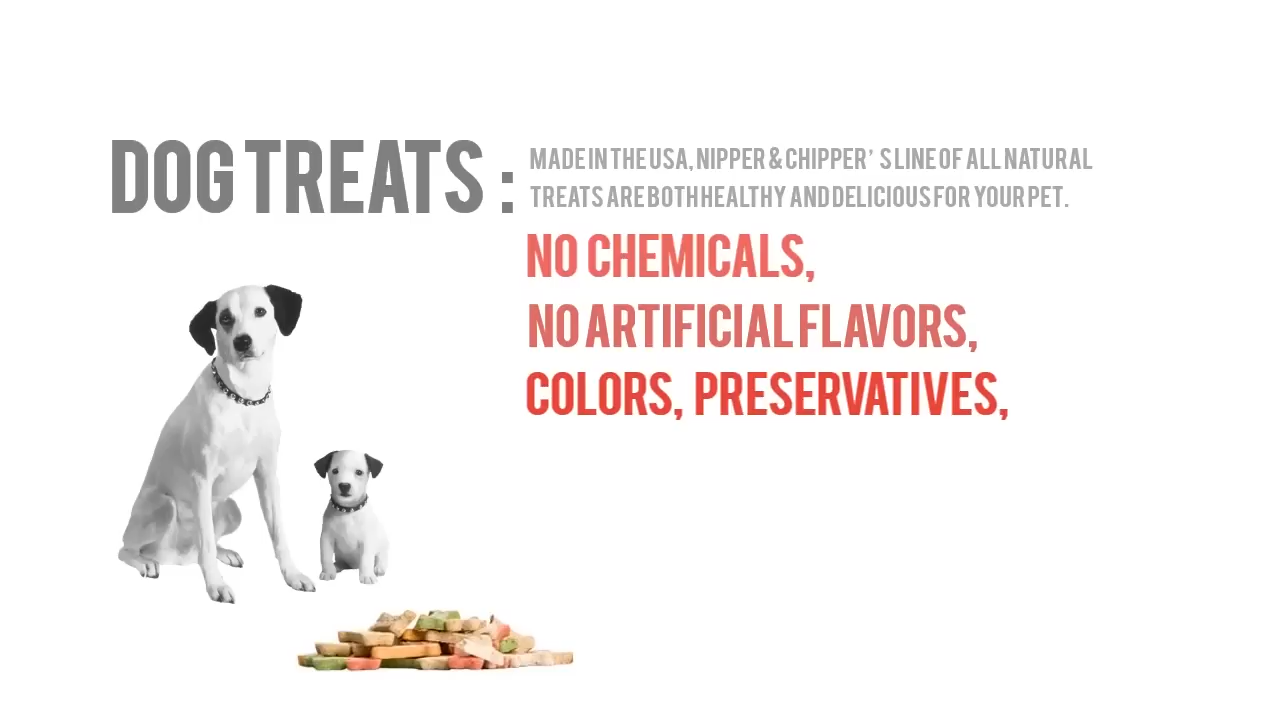 DOG TREATS :
MADE IN THE USA, NIPPER & CHIPPER'S LINE OF ALL NATURAL
TREATS ARE BOTH HEALTHY AND DELICIOUS FOR YOUR PET.
NO CHEMICALS,
NO ARTIFICIAL FLAVORS,
COLORS, PRESERVATIVES,